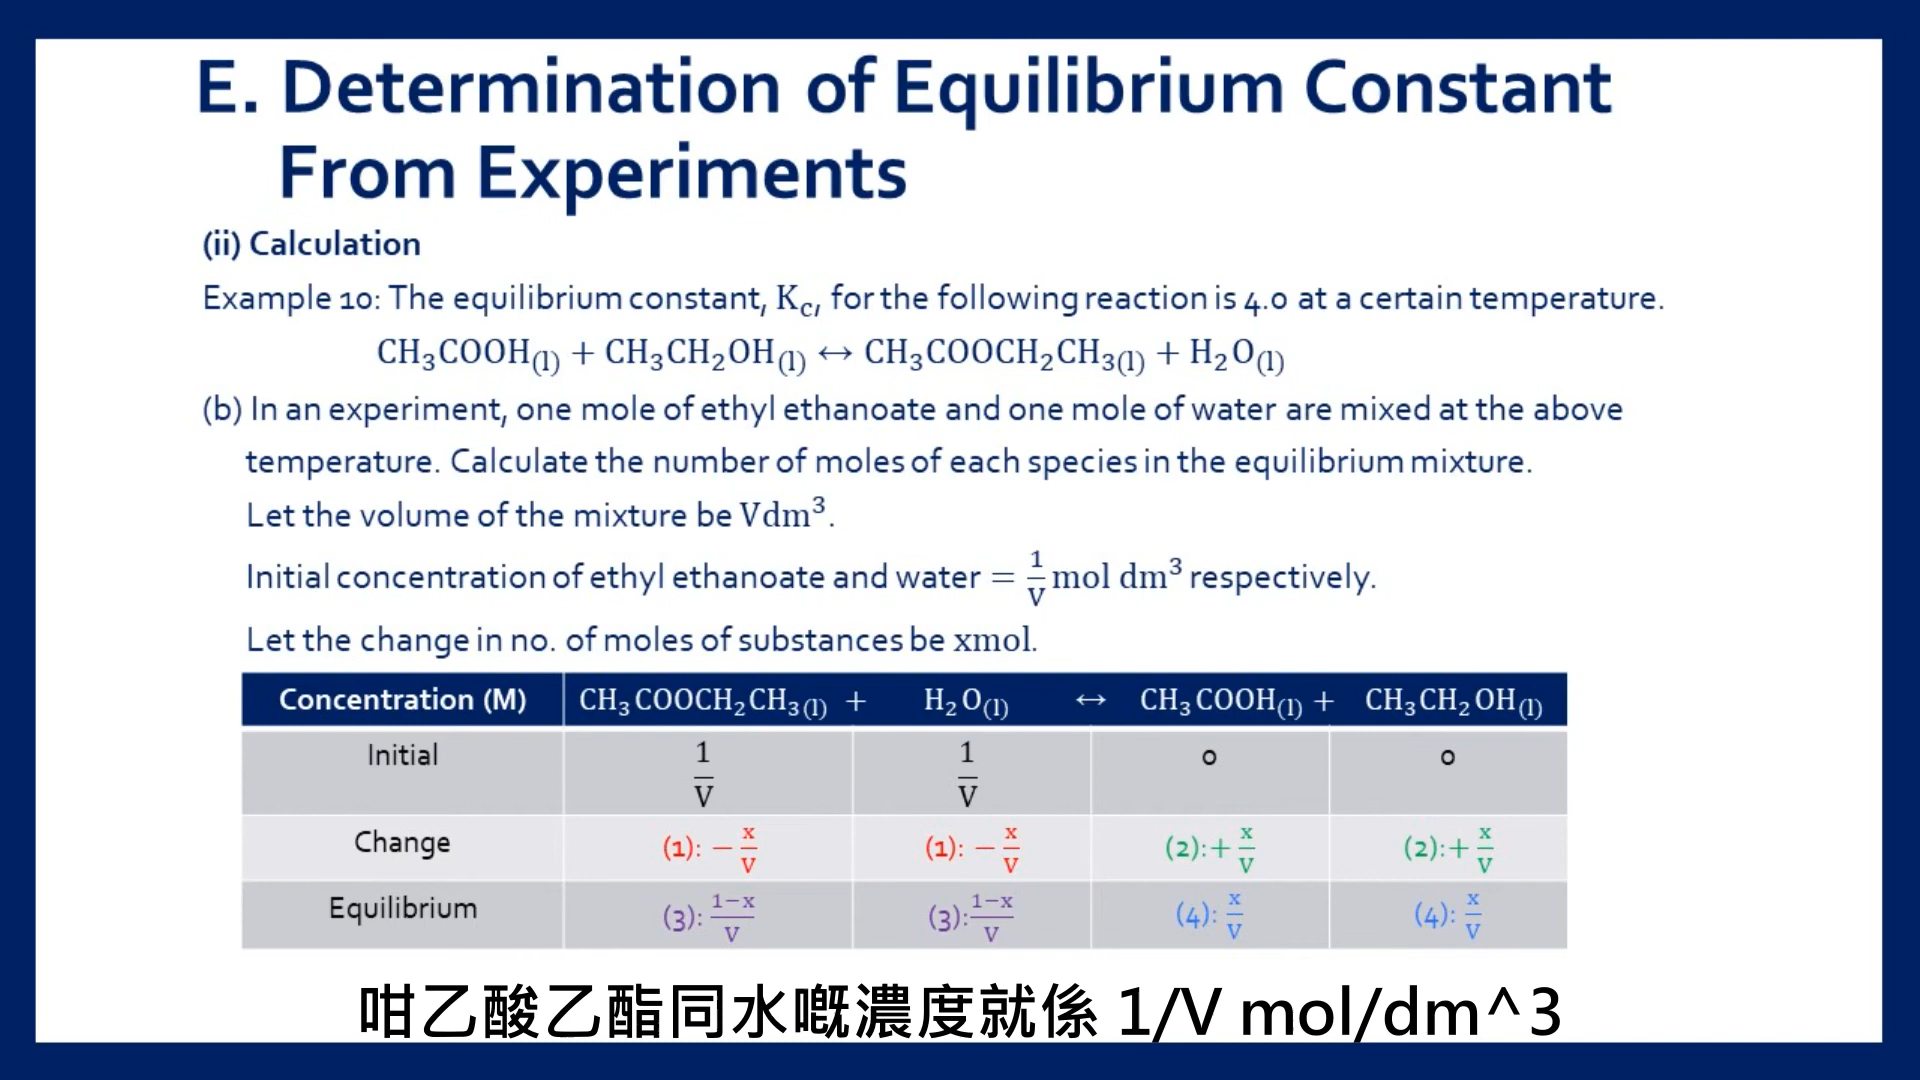 E. Determination of Equilibrium Constant
From Experiments
(ii) Calculation
Example 10: The equilibrium constant, K_c, for the following reaction is 4.0 at a certain temperature.
CH₃COOH(l) + CH₃CH₂OH(l) ↔ CH₃COOCH₂CH₃(l) + H₂O(l)
(b) In an experiment, one mole of ethyl ethanoate and one mole of water are mixed at the above
temperature. Calculate the number of moles of each species in the equilibrium mixture.
Let the volume of the mixture be Vdm³.
Initial concentration of ethyl ethanoate and water = 1/V mol dm³ respectively.
Let the change in no. of moles of substances be xmol.
Concentration (M) CH₃COOCH₂CH₃(l) + H₂O(l) ↔ CH₃COOH(l) + CH₃CH₂OH(l)
Initial 1/V 1/V 0 0
Change (1): −x/V (1): −x/V (2):+x/V (2):+x/V
Equilibrium (3): 1−x/V (3):1−x/V (4): x/V (4): x/V
咁乙酸乙酯同水嘅濃度就係 1/V mol/dm^3